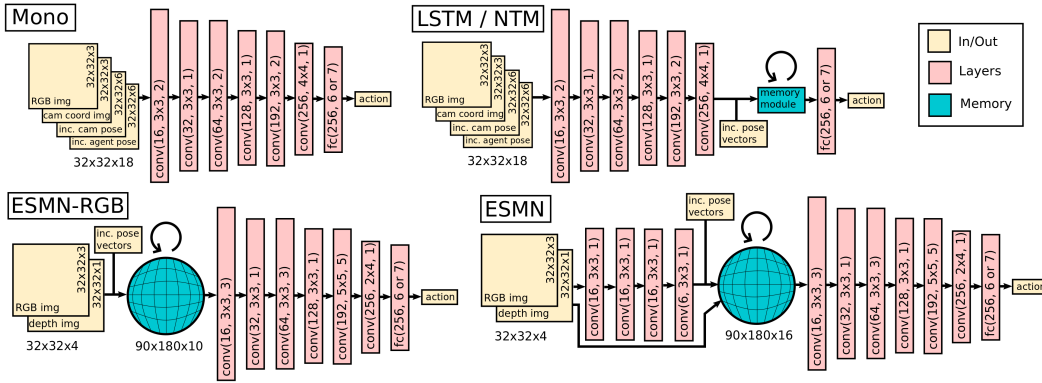 Mono
32x32x3
32x32x3
32x32x6
32x32x6
RGB img
cam coord img
inc. cam pose
inc. agent pose
32x32x18
conv(16, 3x3, 2)
conv(32, 3x3, 1)
conv(64, 3x3, 2)
conv(128, 3x3, 1)
conv(192, 3x3, 2)
conv(256, 4x4, 1)
fc(256, 6 or 7)
action
LSTM / NTM
32x32x3
32x32x3
32x32x6
32x32x6
RGB img
cam coord img
inc. cam pose
inc. agent pose
32x32x18
conv(16, 3x3, 2)
conv(32, 3x3, 1)
conv(64, 3x3, 2)
conv(128, 3x3, 1)
conv(192, 3x3, 2)
conv(256, 4x4, 1)
inc. pose
vectors
memory
module
fc(256, 6 or 7)
action
In/Out
Layers
Memory
ESMN-RGB
32x32x3
32x32x1
RGB img
depth img
32x32x4
inc. pose
vectors
90x180x10
conv(16, 3x3, 3)
conv(32, 3x3, 1)
conv(64, 3x3, 3)
conv(128, 3x3, 1)
conv(192, 5x5, 5)
conv(256, 2x4, 1)
fc(256, 6 or 7)
action
ESMN
32x32x3
32x32x1
RGB img
depth img
32x32x4
conv(16, 3x3, 1)
conv(16, 3x3, 1)
conv(16, 3x3, 1)
conv(6, 3x3, 1)
inc. pose
vectors
90x180x16
conv(16, 3x3, 3)
conv(32, 3x3, 1)
conv(64, 3x3, 3)
conv(128, 3x3, 1)
conv(192, 5x5, 5)
conv(256, 2x4, 1)
fc(256, 6 or 7)
action